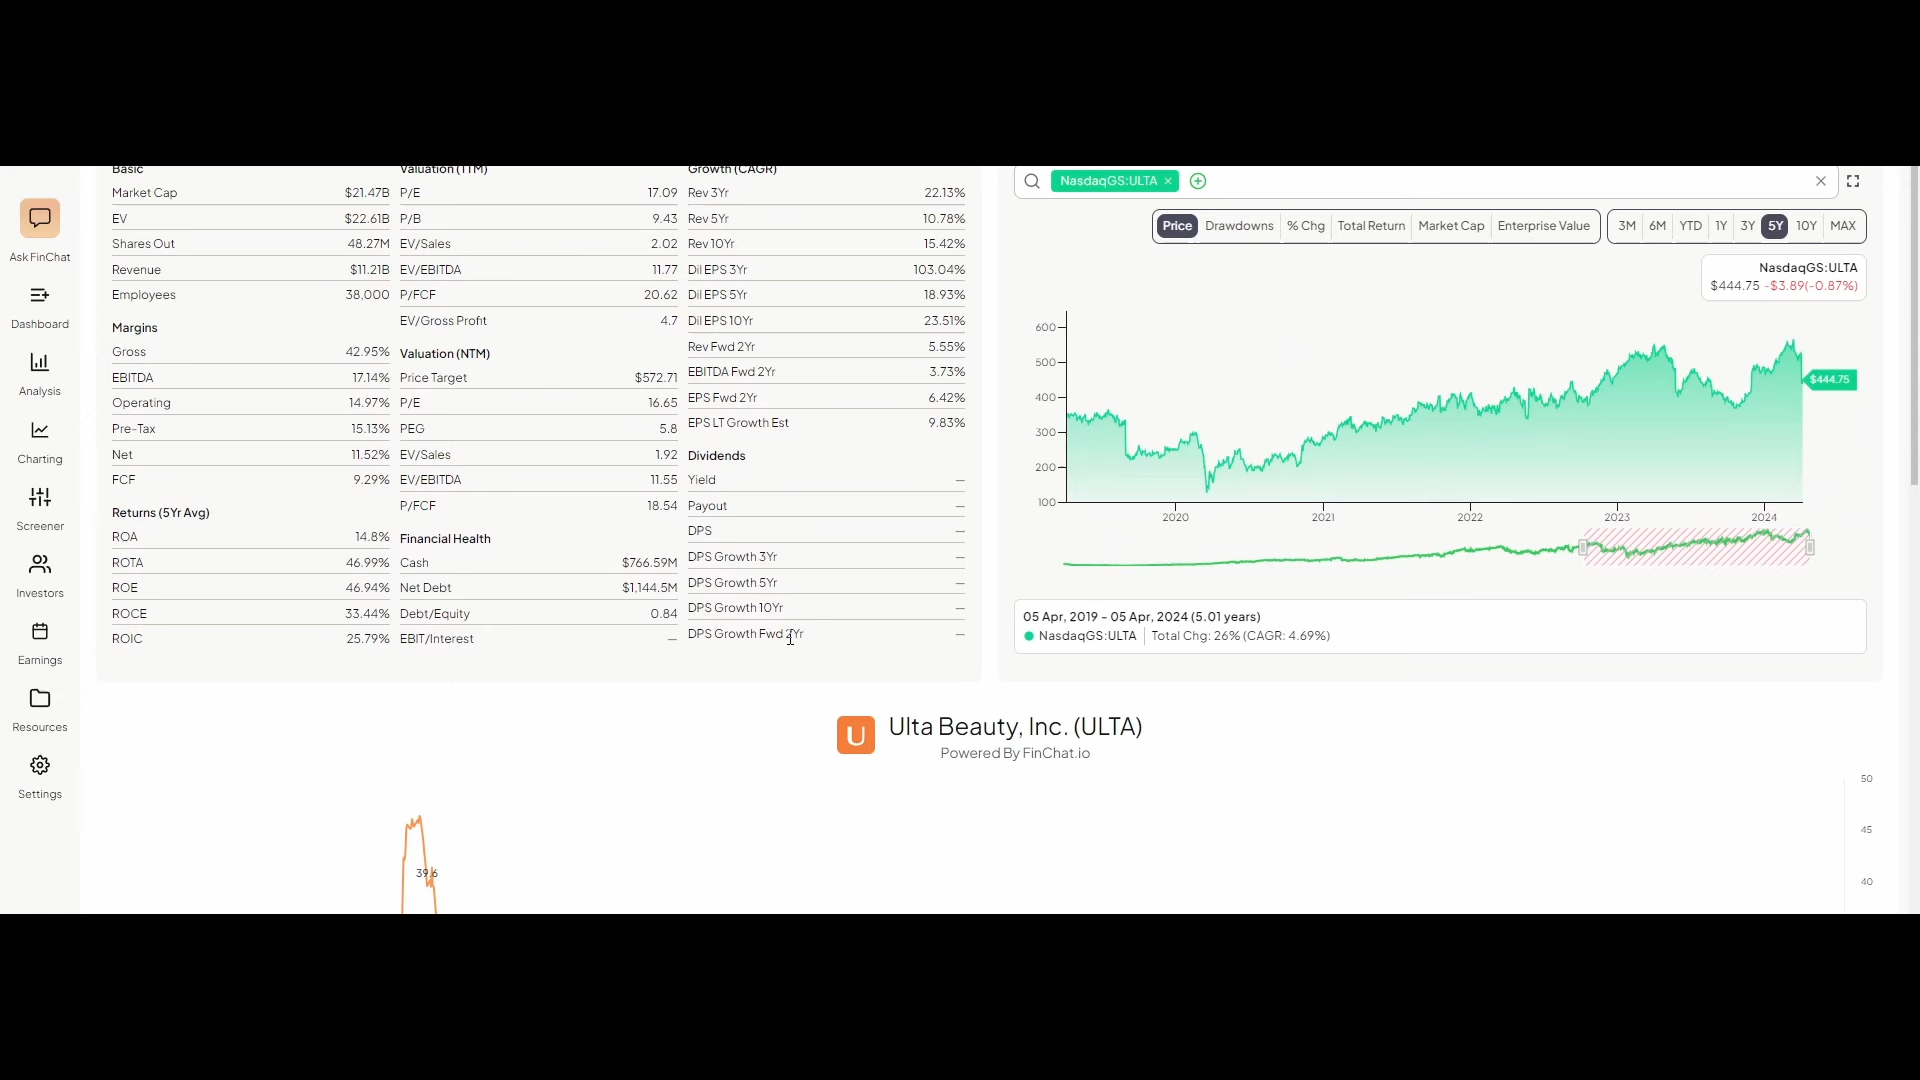 Ask FinChat
Dashboard
Analysis
Charting
Screener
Investors
Earnings
Resources
Settings
Basic
Market Cap $21.47B
EV $22.61B
Shares Out 48.27M
Revenue $11.21B
Employees 38,000
Margins
Gross 42.95%
EBITDA 17.14%
Operating 14.97%
Pre-Tax 15.13%
Net 11.52%
FCF 9.29%
Returns (5Yr Avg)
ROA 14.8%
ROTA 46.99%
ROE 46.94%
ROCE 33.44%
ROIC 25.79%
Valuation (TTM)
P/E 17.09
P/B 9.43
EV/Sales 2.02
EV/EBITDA 11.77
P/FCF 20.62
EV/Gross Profit 4.7
Valuation (NTM)
Price Target $572.71
P/E 16.65
PEG 5.8
EV/Sales 1.92
EV/EBITDA 11.55
P/FCF 18.54
Financial Health
Cash $766.59M
Net Debt $1,144.5M
Debt/Equity 0.84
EBIT/Interest —
Growth (CAGR)
Rev 3Yr 22.13%
Rev 5Yr 10.78%
Rev 10Yr 15.42%
Dil EPS 3Yr 103.04%
Dil EPS 5Yr 18.93%
Dil EPS 10Yr 23.51%
Rev Fwd 2Yr 5.55%
EBITDA Fwd 2Yr 3.73%
EPS Fwd 2Yr 6.42%
EPS LT Growth Est 9.83%
Dividends
Yield —
Payout —
DPS —
DPS Growth 3Yr —
DPS Growth 5Yr —
DPS Growth 10Yr —
DPS Growth Fwd 2Yr —
NasdaqGS:ULTA ×
Price Drawdowns % Chg Total Return Market Cap Enterprise Value 3M 6M YTD 1Y 3Y 5Y 10Y MAX
NasdaqGS:ULTA
$444.75 -$3.89(-0.87%)
600
500
400
300
200
100
$444.75
2020 2021 2022 2023 2024
05 Apr, 2019 - 05 Apr, 2024 (5.01 years)
NasdaqGS:ULTA Total Chg: 26% (CAGR: 4.69%)
U
Ulta Beauty, Inc. (ULTA)
Powered By FinChat.io
50
45
40
39.6